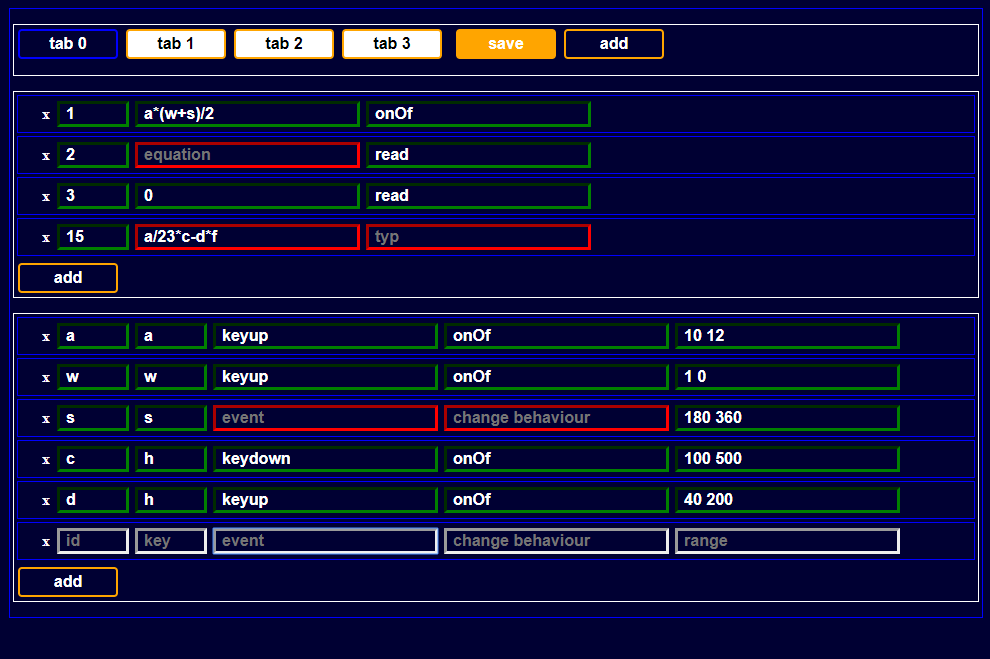 tab 0 tab 1 tab 2 tab 3 save add
x 1 a*(w+s)/2 onOf
x 2 equation read
x 3 0 read
x 15 a/23*c-d*f typ
add
x a a keyup onOf 10 12
x w w keyup onOf 1 0
x s s event change behaviour 180 360
x c h keydown onOf 100 500
x d h keyup onOf 40 200
x id key event change behaviour range
add